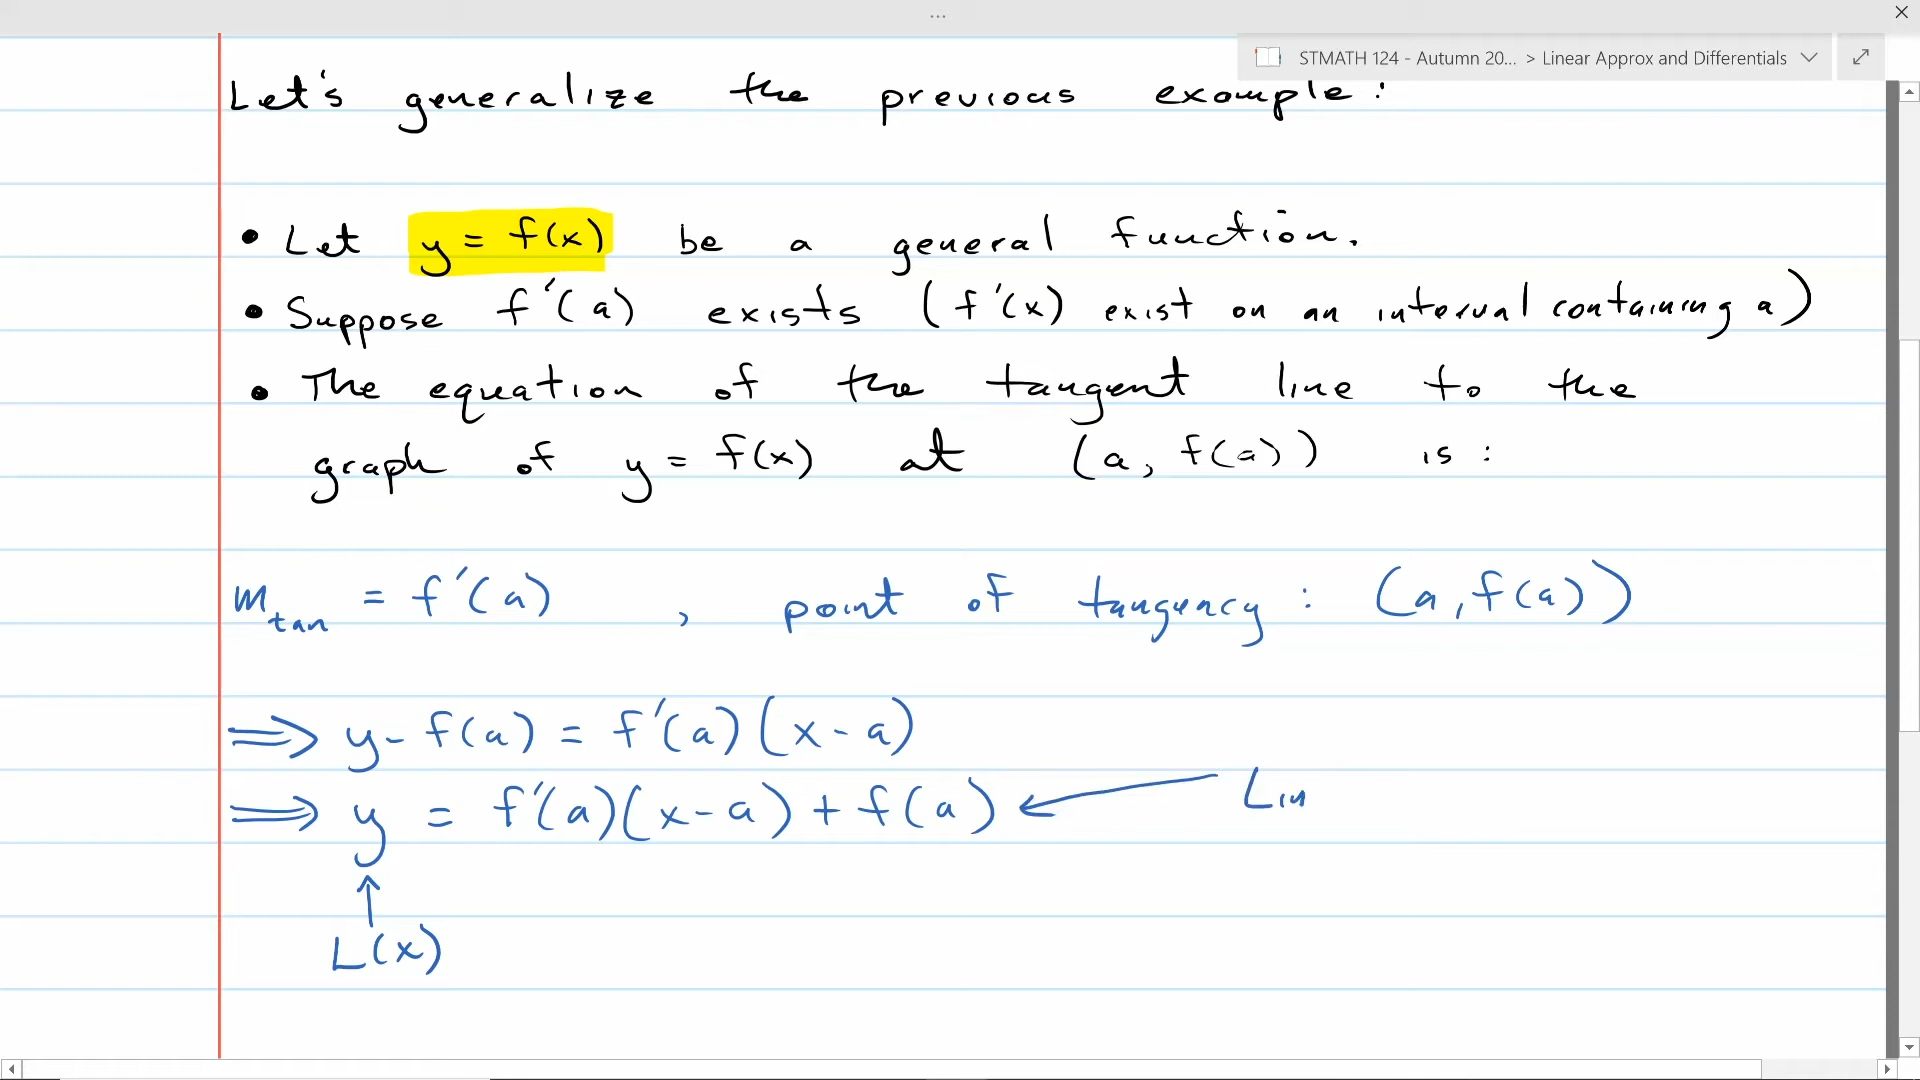 STMATH 124 - Autumn 20... > Linear Approx and Differentials
Let's generalize the previous example:
• Let y = f(x) be a general function.
• Suppose f'(a) exists (f'(x) exist on an interval containing a)
• The equation of the tangent line to the
graph of y = f(x) at (a, f(a)) is:
m_tan = f'(a) , point of tangency: (a, f(a))
⟹ y - f(a) = f'(a)(x - a)
⟹ y = f'(a)(x - a) + f(a) ← Lin
↑
L(x)